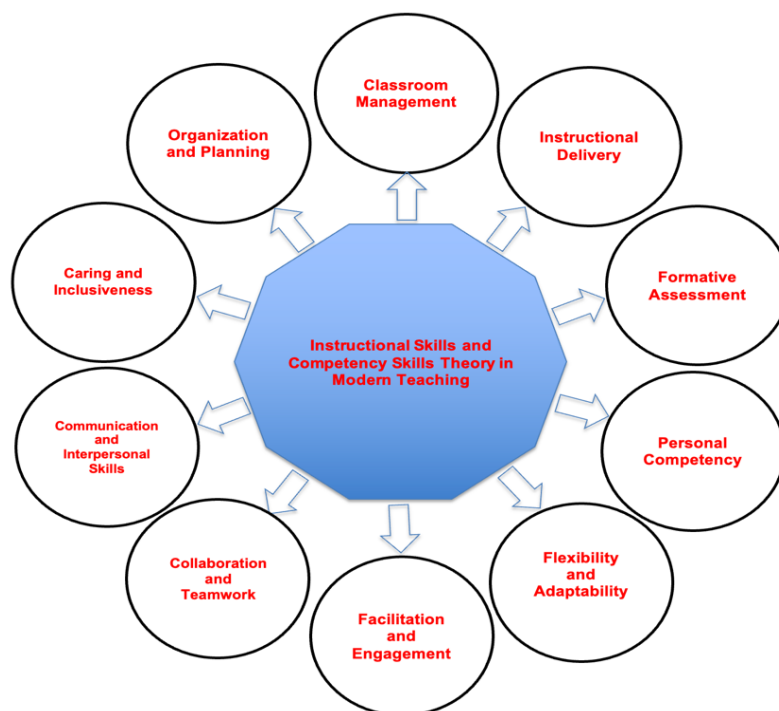 Classroom
Management
Instructional
Delivery
Formative
Assessment
Personal
Competency
Flexibility
and
Adaptability
Facilitation
and
Engagement
Collaboration
and
Teamwork
Communication
and
Interpersonal
Skills
Caring and
Inclusiveness
Organization
and Planning
Instructional Skills and
Competency Skills Theory in
Modern Teaching